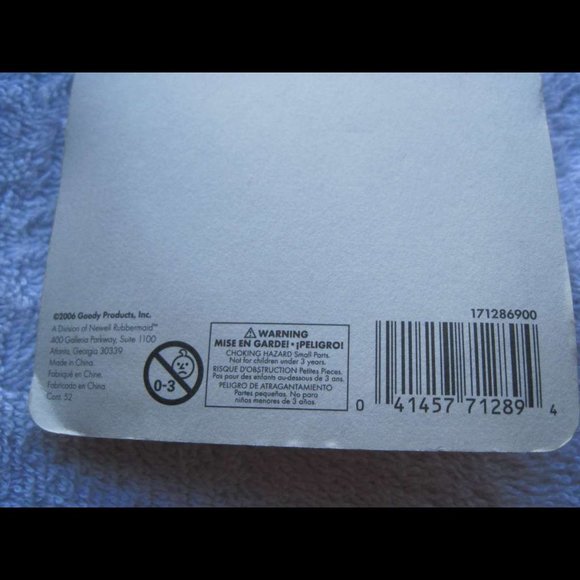 ©2006 Goody Products, Inc.
A Division of Newell Rubbermaid™
400 Galleria Parkway, Suite 1100
Atlanta, Georgia 30339
Made in China.
Fabriqué en Chine.
Fabricado en China.
Cont. 52
0-3
⚠ WARNING
MISE EN GARDE! • ¡PELIGRO!
CHOKING HAZARD Small Parts.
Not for children under 3 years.
RISQUE D'OBSTRUCTION Petites Pieces.
Pas pour des enfants au-dessous de 3 ans.
PELIGRO DE ATRAGANTAMIENTO
Partes pequeñas. No para
niños menores de 3 años.
171286900
0 41457 71289 4